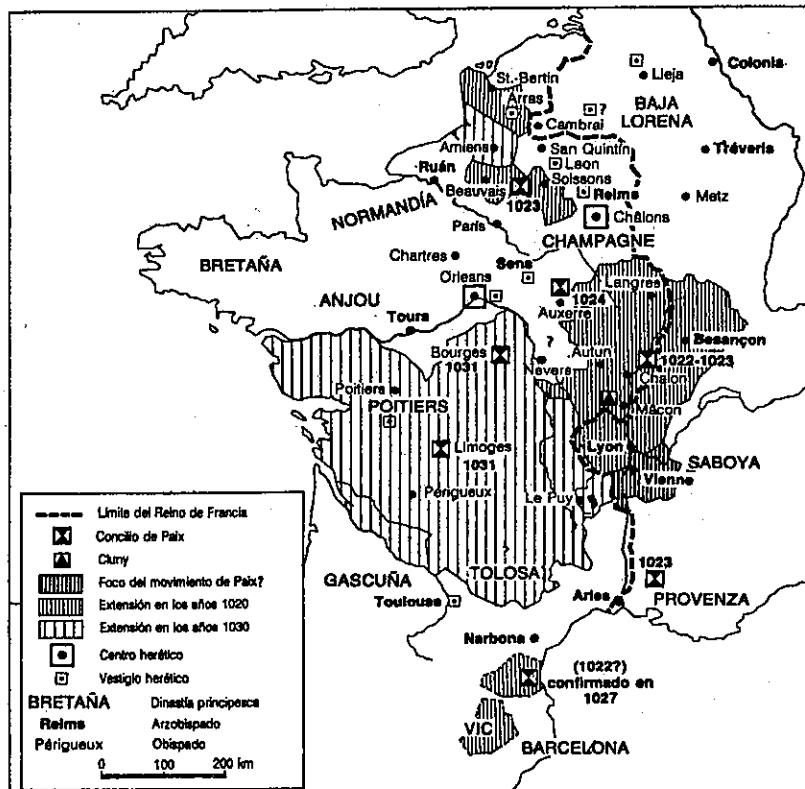 St. Bertin
Arras
Lieja
Colonia
BAJA
LORENA
?
Cambrai
Amiens
San Quintín
Tréveris
Laon
Ruán
Beauvais
Soissons
Reims
1023
Metz
NORMANDÍA
París
Châlons
CHAMPAGNE
BRETAÑA
Chartres
Sens
Orleans
Langres
ANJOU
1024
Auxerre
Tours
Besançon
?
Bourges
1031
Nevers
Autun
1022-1023
Chalon
Poitiers
POITIERS
Mâcon
Limoges
1031
Lyon
SABOYA
Vienne
Périgueux
Le Puy
1023
GASCUÑA
TOLOSA
Toulouse
Arles
PROVENZA
Narbona
(1022?)
confirmado en
1027
VIC
BARCELONA
Límite del Reino de Francia
Concilio de Paix
Cluny
Foco del movimiento de Paix?
Extensión en los años 1020
Extensión en los años 1030
Centro herético
Vestigio herético
BRETAÑA Dinastía principesca
Reims Arzobispado
Périgueux Obispado
0 100 200 km